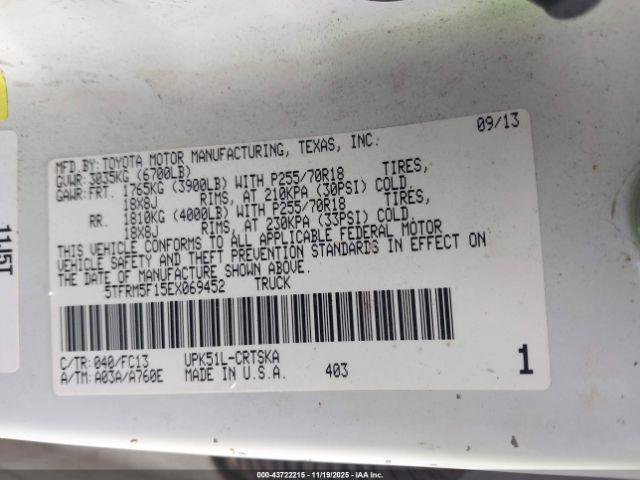 09/13
MFD.BY: TOYOTA MOTOR MANUFACTURING, TEXAS, INC.
GVWR: 3035KG (6700LB)
GAWR: FRT. 1765KG (3900LB) WITH P255/70R18 TIRES,
18X8J RIMS, AT 210KPA (30PSI) COLD.
RR. 1810KG (4000LB) WITH P255/70R18 TIRES,
18X8J RIMS, AT 230KPA (33PSI) COLD.
THIS VEHICLE CONFORMS TO ALL APPLICABLE FEDERAL MOTOR
VEHICLE SAFETY AND THEFT PREVENTION STANDARDS IN EFFECT ON
THE DATE OF MANUFACTURE SHOWN ABOVE.
5TFRM5F15EX069452 TRUCK
C/TR: 040/FC13 UPK51L-CRTSKA
A/TM: A03A/A760E MADE IN U.S.A. 403
1
000-43722215 - 11/19/2025 - IAA Inc.